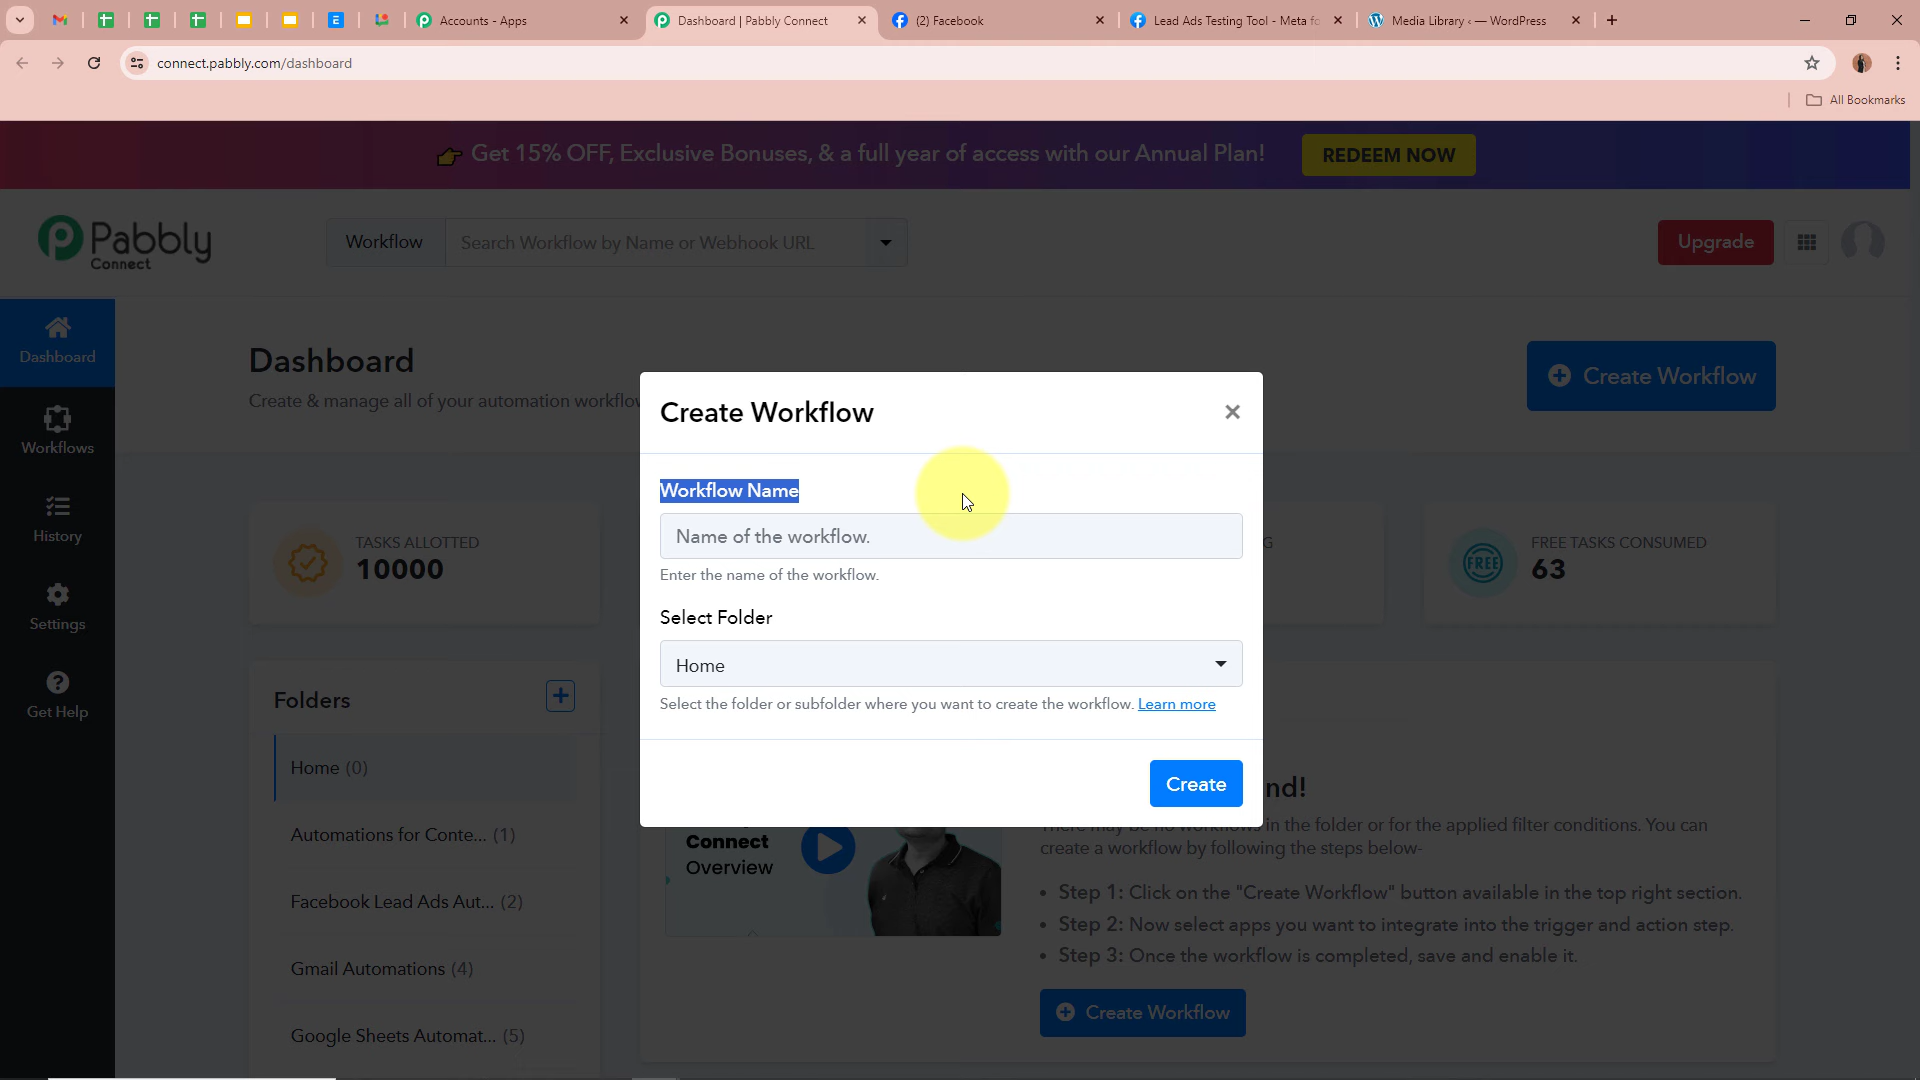 Accounts - Apps
Dashboard | Pabbly Connect
(2) Facebook
Lead Ads Testing Tool - Meta fo
Media Library ‹ — WordPress
connect.pabbly.com/dashboard
All Bookmarks
👉 Get 15% OFF, Exclusive Bonuses, & a full year of access with our Annual Plan!
REDEEM NOW
Pabbly
Connect
Workflow
Search Workflow by Name or Webhook URL
Upgrade
Dashboard
Create & manage all of your automation workflow
Create Workflow
Dashboard
Workflows
History
Settings
Get Help
TASKS ALLOTTED
10000
G
FREE
FREE TASKS CONSUMED
63
Create Workflow
Workflow Name
Name of the workflow.
Enter the name of the workflow.
Select Folder
Home
Select the folder or subfolder where you want to create the workflow. Learn more
Create
Folders
Home (0)
Automations for Conte... (1)
Facebook Lead Ads Aut... (2)
Gmail Automations (4)
Google Sheets Automat... (5)
Connect
Overview
nd!
There may be no workflows in the folder or for the applied filter conditions. You can
create a workflow by following the steps below-
• Step 1: Click on the "Create Workflow" button available in the top right section.
• Step 2: Now select apps you want to integrate into the trigger and action step.
• Step 3: Once the workflow is completed, save and enable it.
Create Workflow